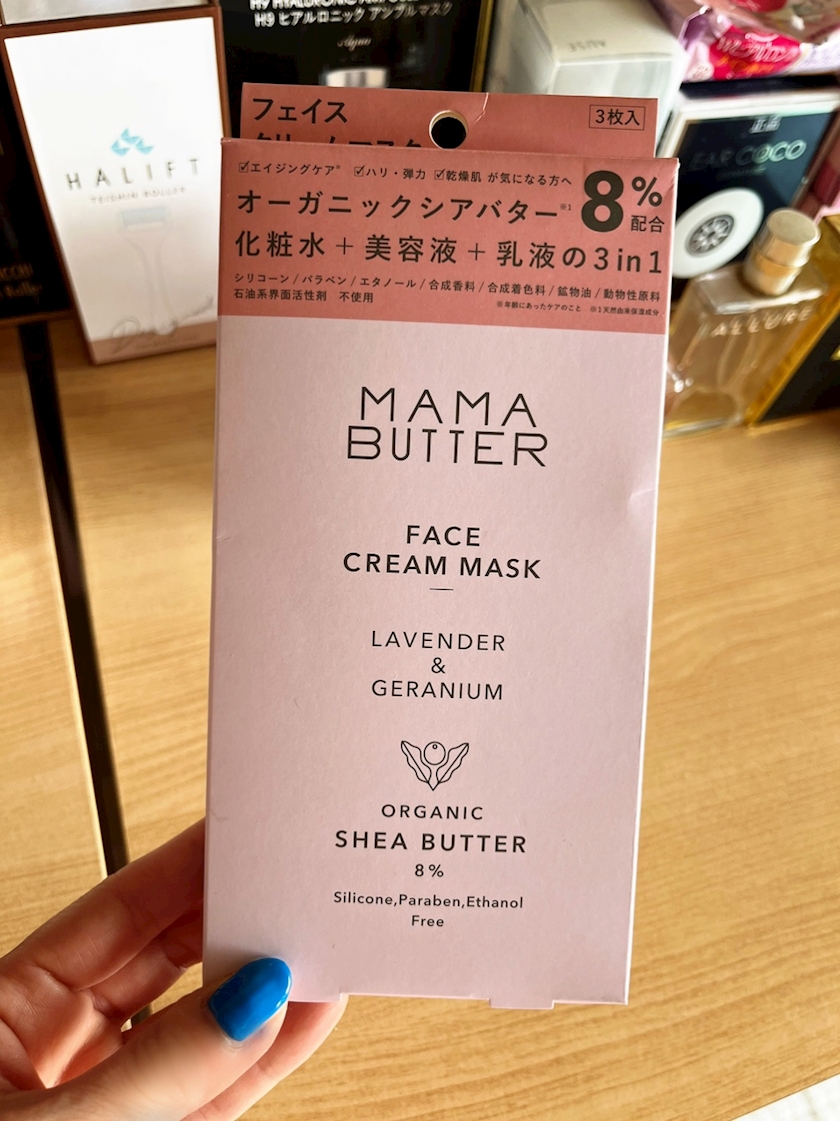 H9 ヒアルロニック アンプルマスク
Aqua
HALIFT
正品
EAR COCO
ALLURE
フェイス
3枚入
☑エイジングケア※ ☑ハリ・弾力 ☑乾燥肌 が気になる方へ
オーガニックシアバター※1
8%
配合
化粧水+美容液+乳液の3in1
シリコーン/パラベン/エタノール/合成香料/合成着色料/鉱物油/動物性原料
石油系界面活性剤 不使用
※年齢にあったケアのこと ※1天然由来保湿成分
MAMA
BUTTER
FACE
CREAM MASK
LAVENDER
&
GERANIUM
ORGANIC
SHEA BUTTER
8%
Silicone,Paraben,Ethanol
Free